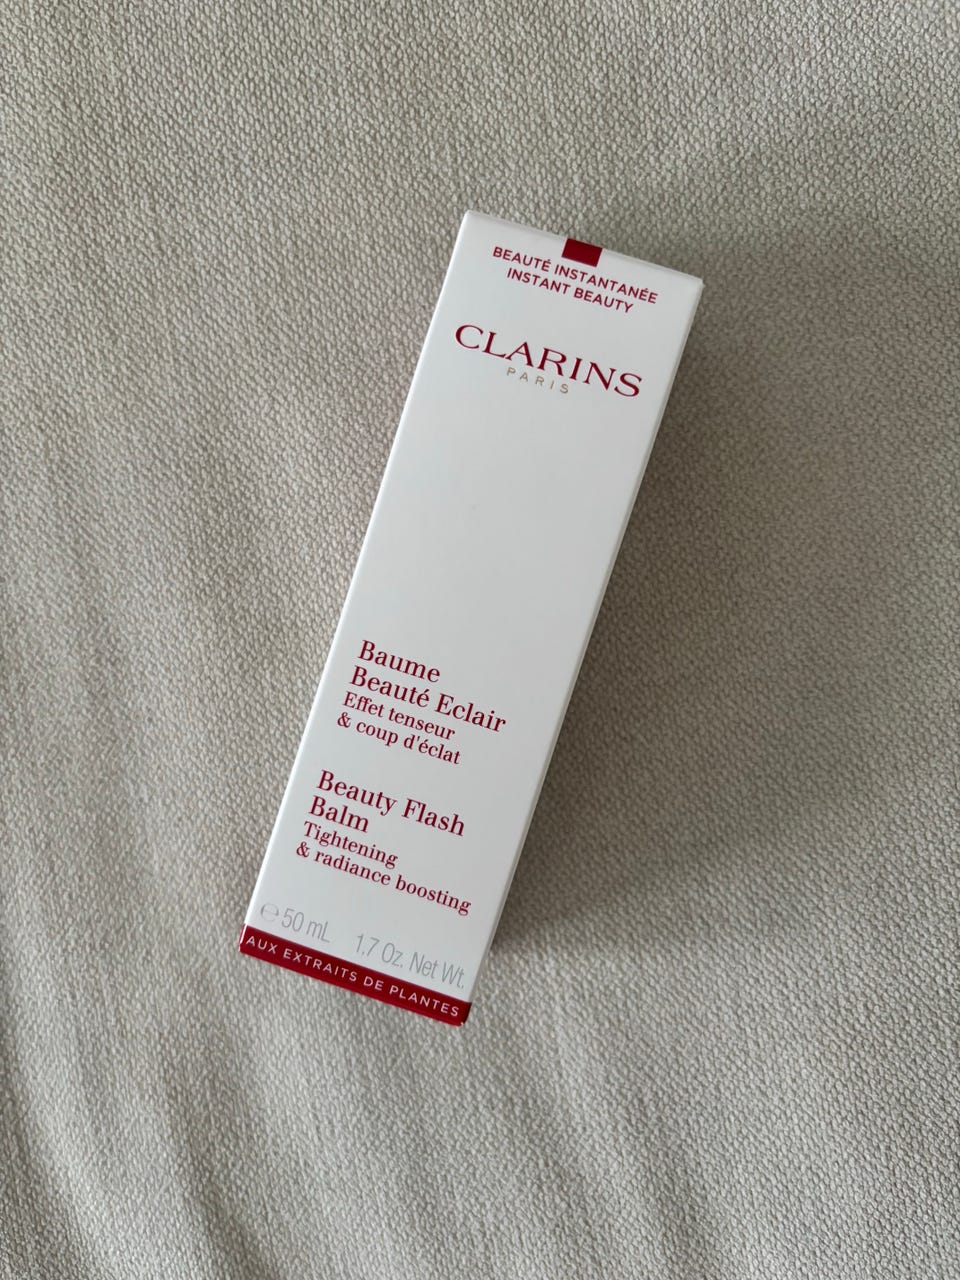 BEAUTÉ INSTANTANÉE
INSTANT BEAUTY
CLARINS
PARIS
Baume
Beauté Eclair
Effet tenseur
& coup d'éclat
Beauty Flash
Balm
Tightening
& radiance boosting
℮ 50 mL 1.7 Oz. Net Wt.
AUX EXTRAITS DE PLANTES